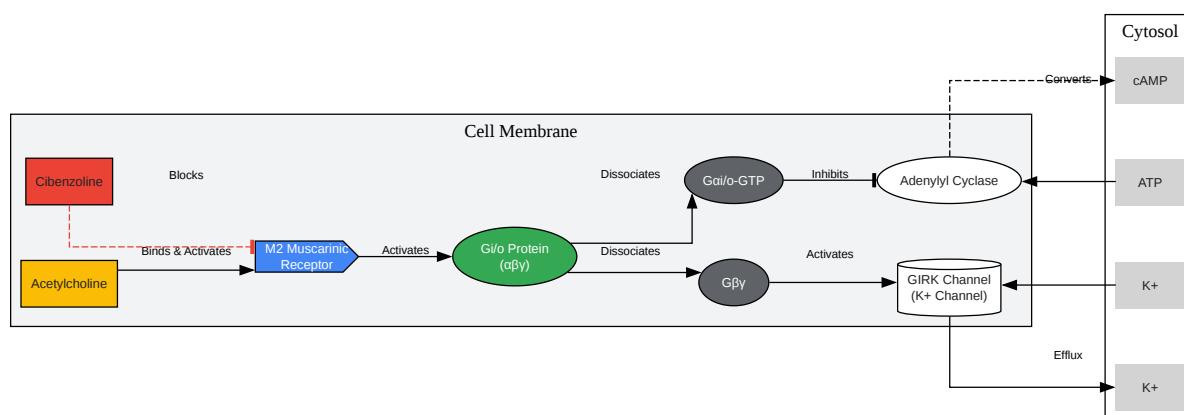 Cytosol
Converts
cAMP
Cell Membrane
Cibenzoline
Blocks
Dissociates
Gαi/o-GTP
Inhibits
Adenylyl Cyclase
ATP
Binds & Activates
M2 Muscarinic
Receptor
Activates
Gi/o Protein
(αβγ)
Dissociates
Activates
Acetylcholine
Gβγ
GIRK Channel
(K+ Channel)
K+
Efflux
K+